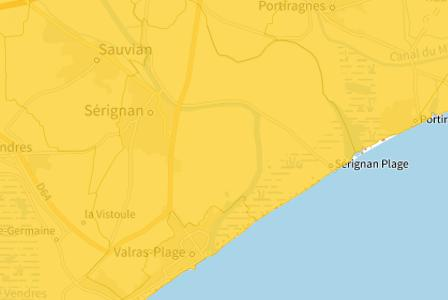 Portiragnes
Sauvian
Canal du M
Sérignan
Portir
endres
Sérignan Plage
D64
la Vistoule
e-Germaine
Valras-Plage
Vendres